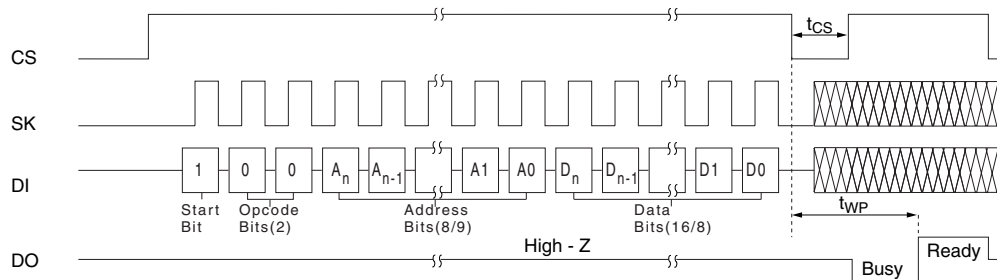 CS
tCS
SK
DI
1 0 0 An An-1 A1 A0 Dn Dn-1 D1 D0
Start Bit
Opcode Bits(2)
Address Bits(8/9)
Data Bits(16/8)
tWP
High - Z
Ready
DO
Busy